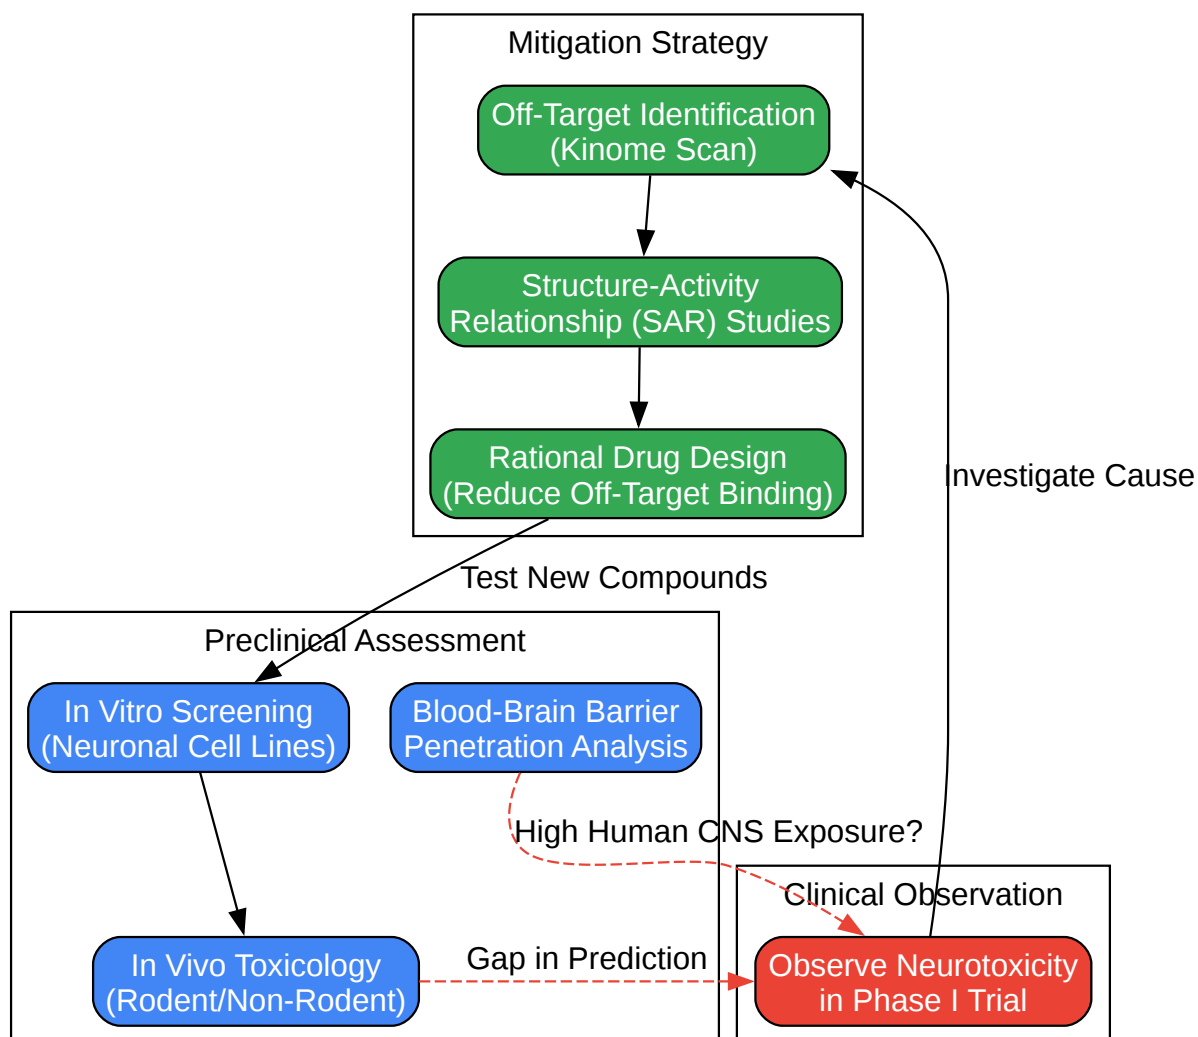 Mitigation Strategy
Off-Target Identification
(Kinome Scan)
Structure-Activity
Relationship (SAR) Studies
Rational Drug Design
(Reduce Off-Target Binding)
Investigate Cause
Test New Compounds
Preclinical Assessment
In Vitro Screening
(Neuronal Cell Lines)
Blood-Brain Barrier
Penetration Analysis
High Human CNS Exposure?
Clinical Observation
In Vivo Toxicology
(Rodent/Non-Rodent)
Gap in Prediction
Observe Neurotoxicity
in Phase I Trial